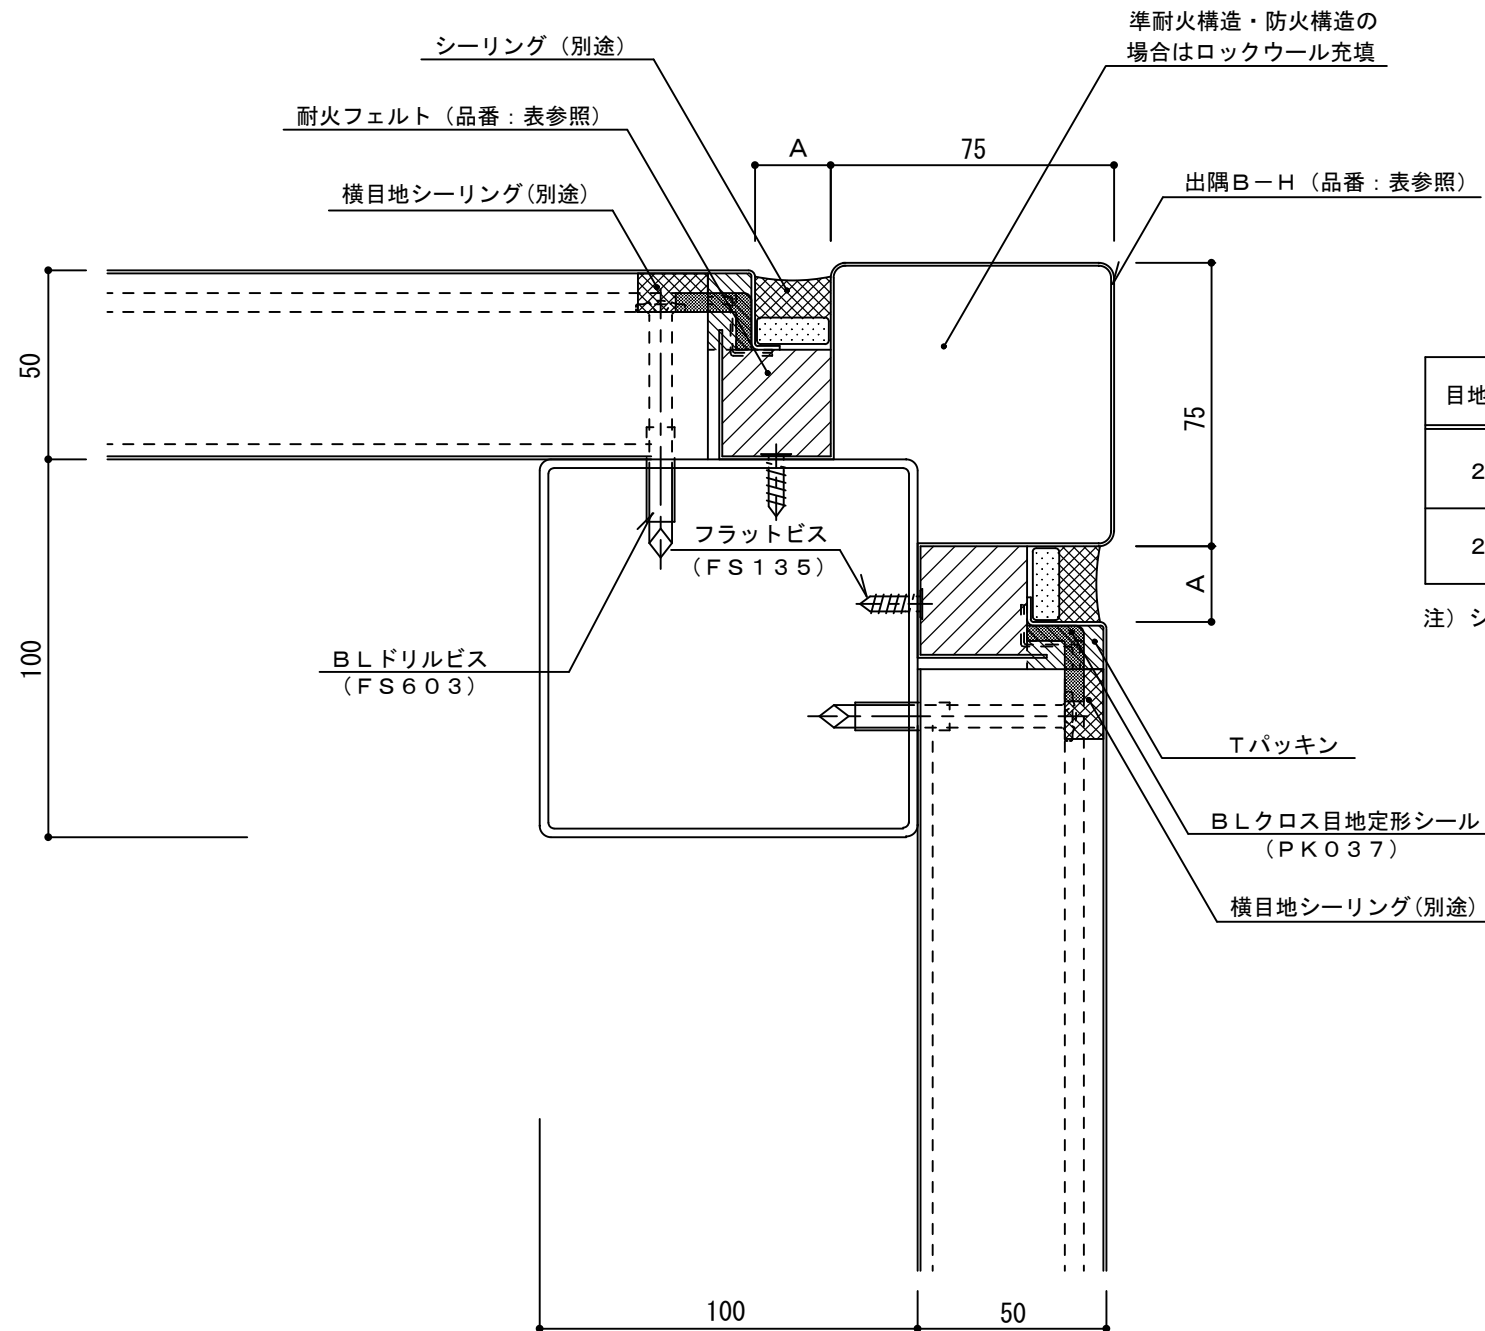 準耐火構造・防火構造の
場合はロックウール充填
シーリング（別途）
耐火フェルト（品番：表参照）
A
75
出隅Ｂ－Ｈ（品番：表参照）
横目地シーリング(別途)
50
75
目地
2
2
フラットビス
（ＦＳ１３５）
A
注）シ
100
ＢＬドリルビス
（ＦＳ６０３）
Ｔパッキン
ＢＬクロス目地定形シール
（ＰＫ０３７）
横目地シーリング(別途)
100
50